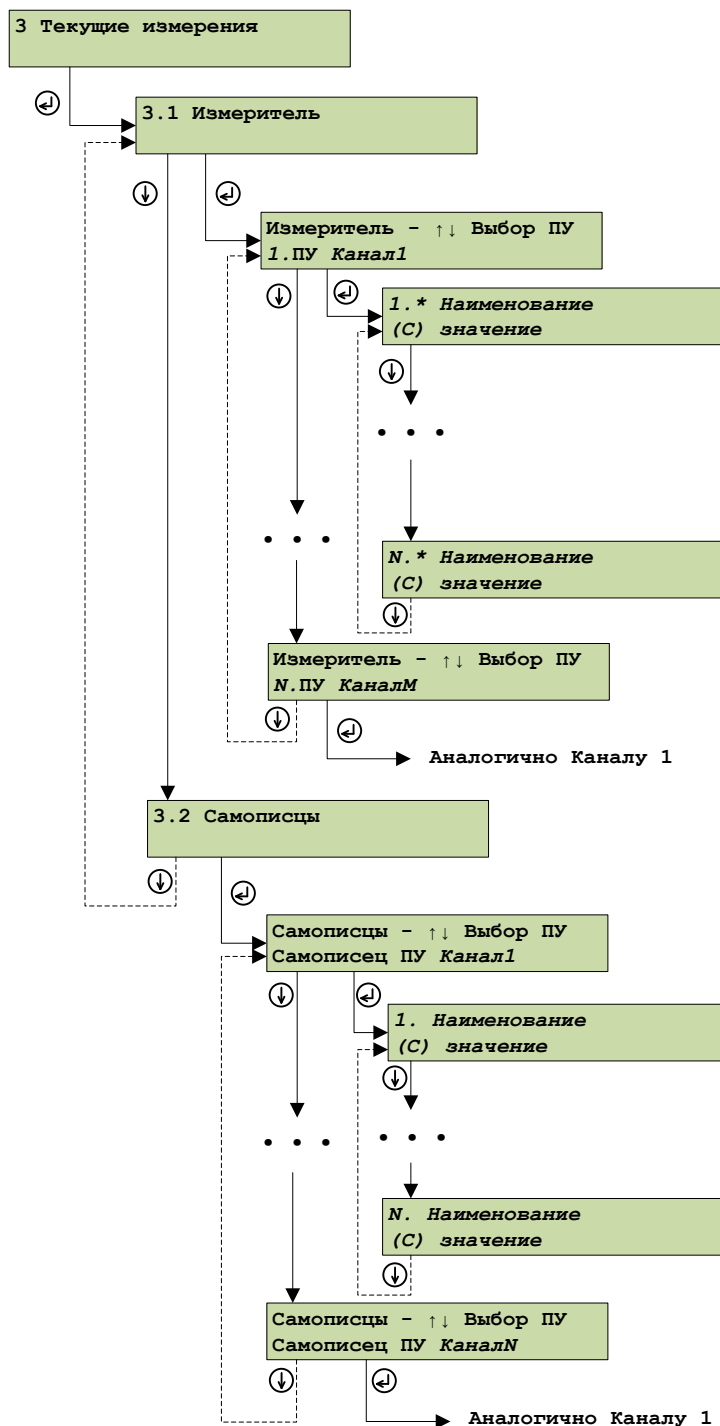 3 Текущие измерения
3.1 Измеритель
Измеритель - ↑↓ Выбор ПУ
1.ПУ Канал1
1.* Наименование
(С) значение
• • •
• • •
N.* Наименование
(С) значение
Измеритель - ↑↓ Выбор ПУ
N.ПУ КаналM
Аналогично Каналу 1
3.2 Самописцы
Самописцы - ↑↓ Выбор ПУ
Самописец ПУ Канал1
1. Наименование
(С) значение
• • • • • •
N. Наименование
(С) значение
Самописцы - ↑↓ Выбор ПУ
Самописец ПУ КаналN
Аналогично Каналу 1